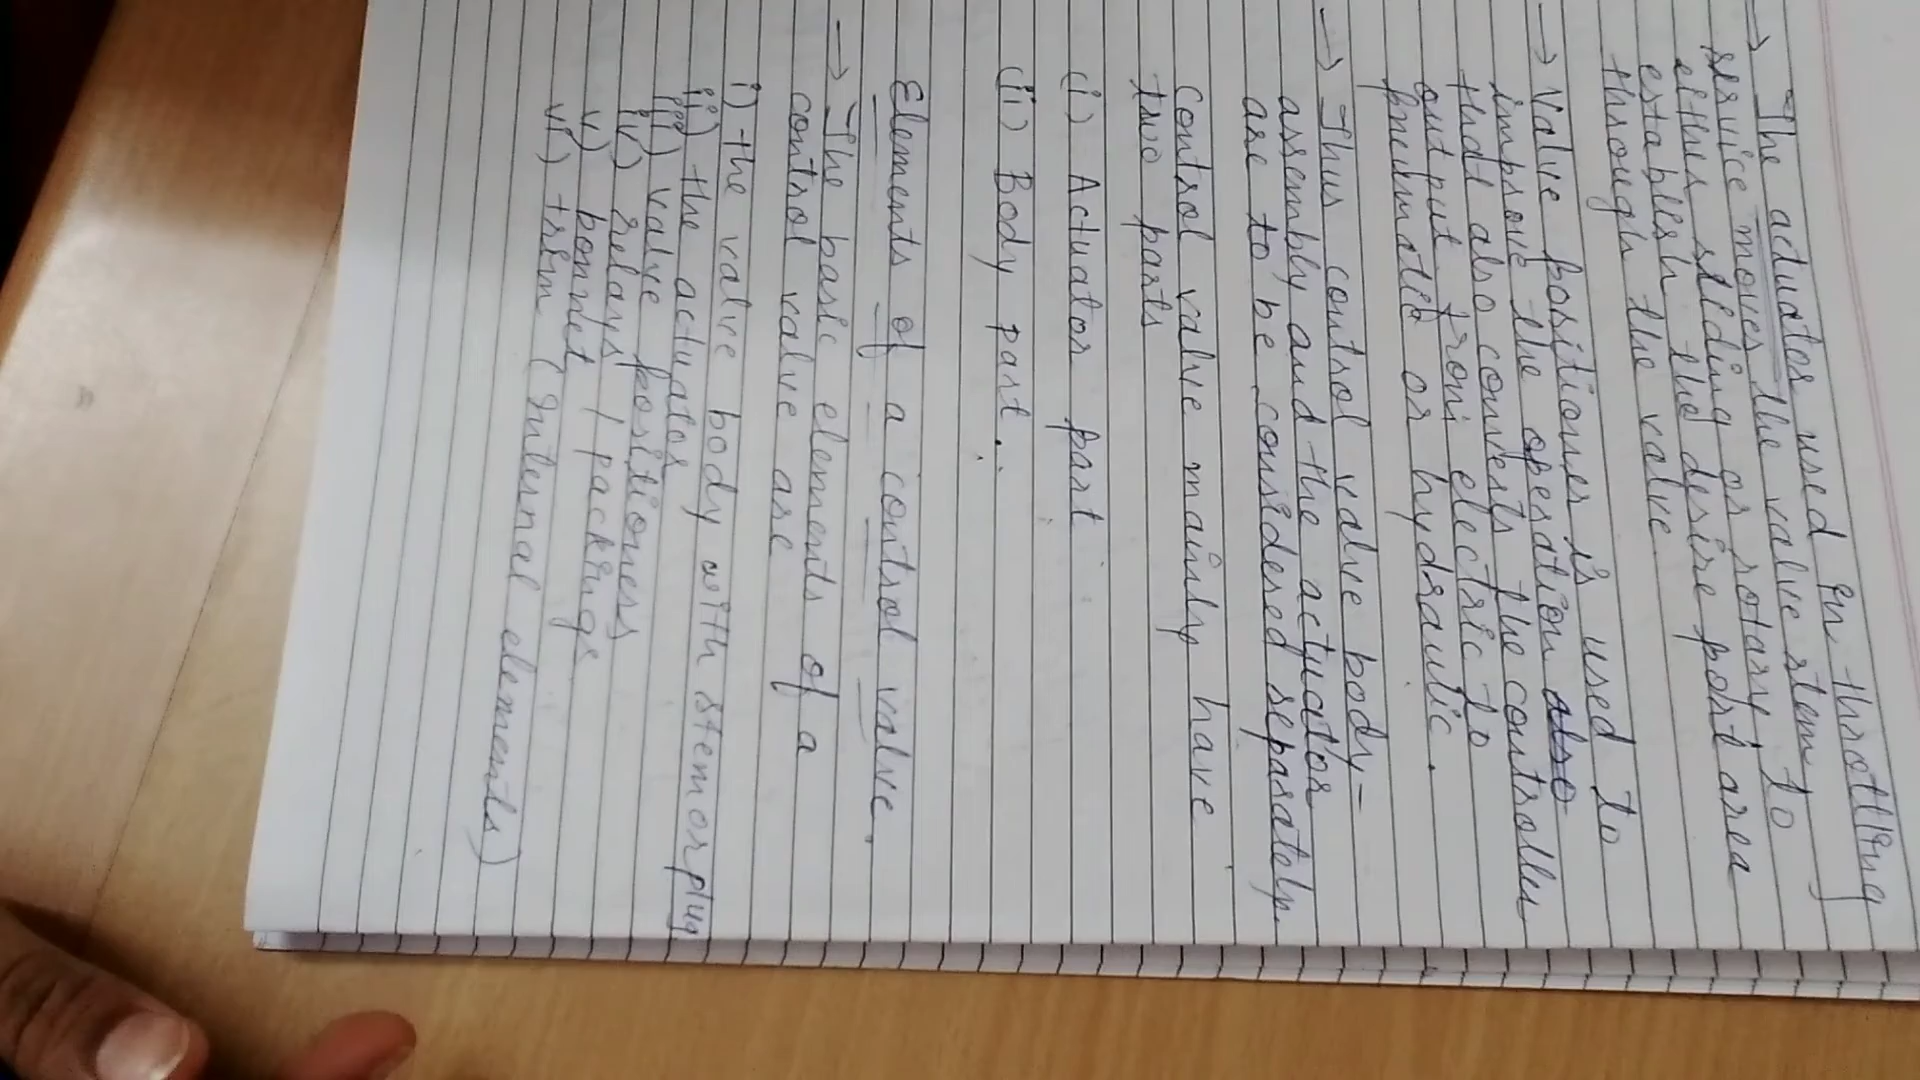 → The actuator used in throttling
service moves the valve stem to
either sliding or rotary to
establish the desire port area
through the valve
→ Valve positioner is used to
improve the operation also
that also converts the controller
output from electric to
pneumatic or hydraulic.
→ Thus control valve body-
assembly and the actuator
are to be considered separately.
Control valve mainly have
two parts
(i) Actuator part
(ii) Body part.
Elements of a control valve.
→ The basic elements of a
control valve are
i) the valve body with stem or plug
ii) the actuator
iii) valve positioners
iv) relays
v) bonnet / packings
vi) trim (internal elements)